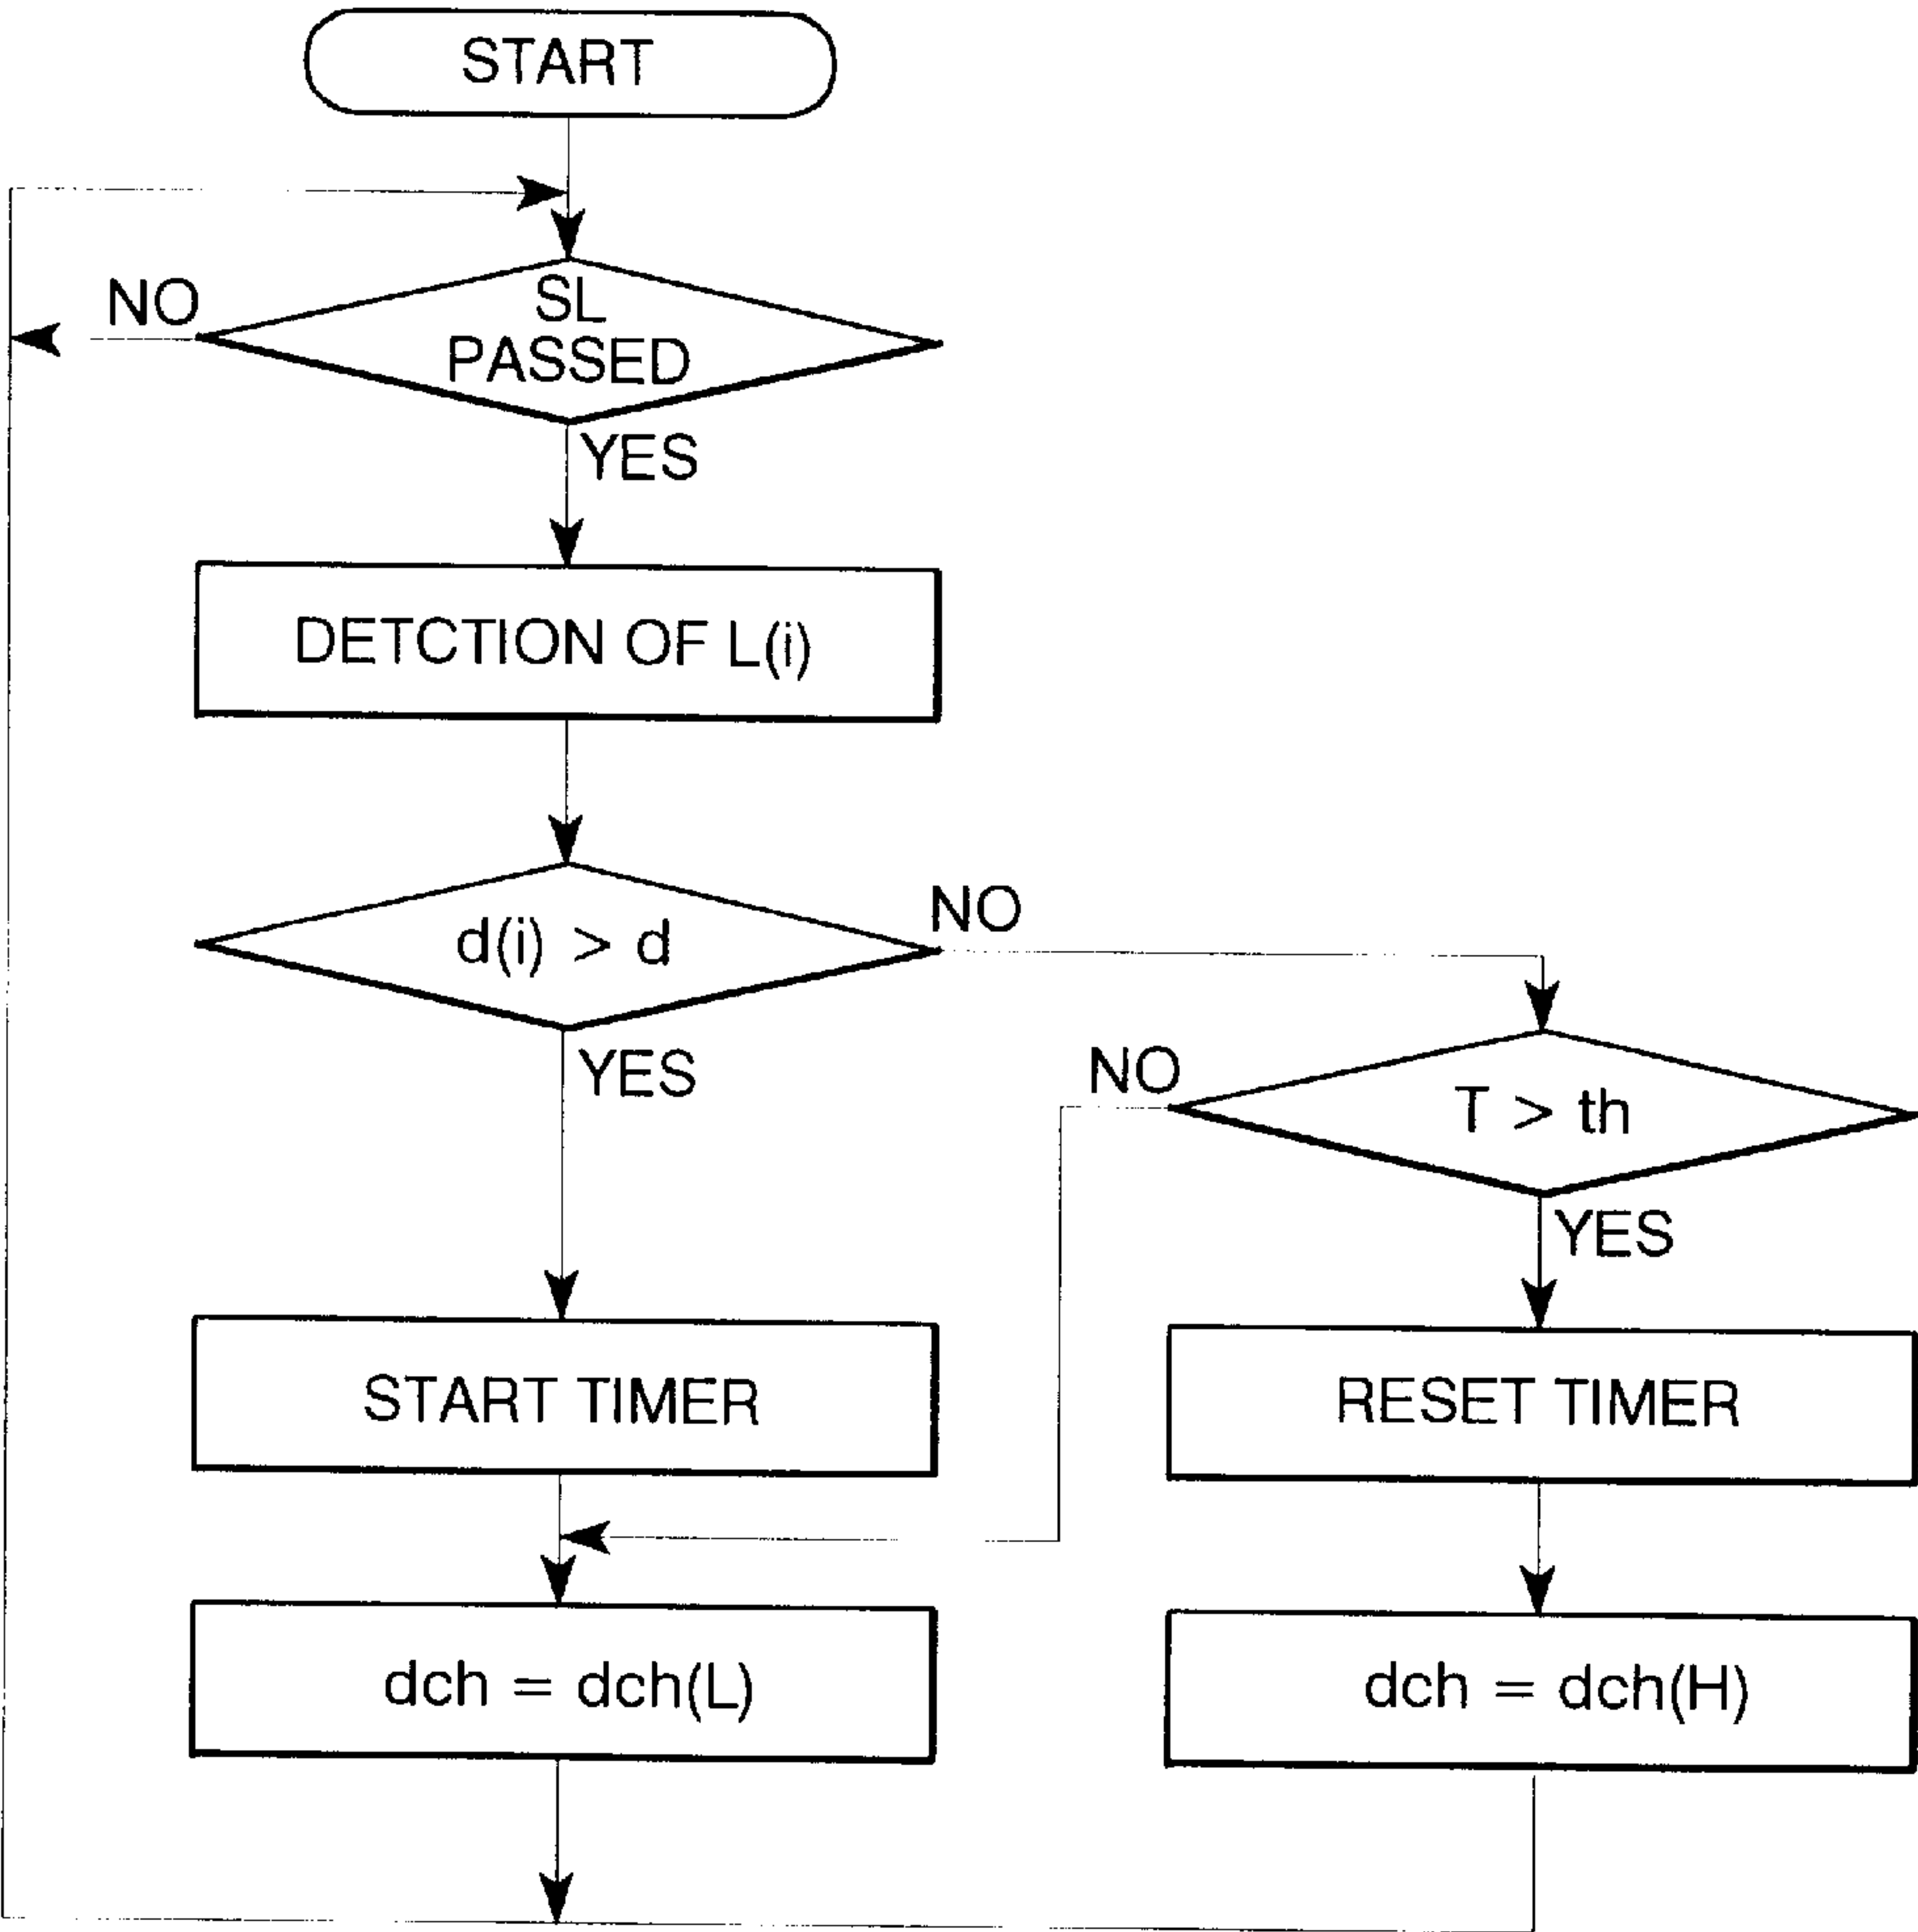 START
NO
SL
PASSED
YES
DETCTION OF L(i)
d(i) > d
NO
YES
NO
T > th
YES
START TIMER
RESET TIMER
dch = dch(L)
dch = dch(H)